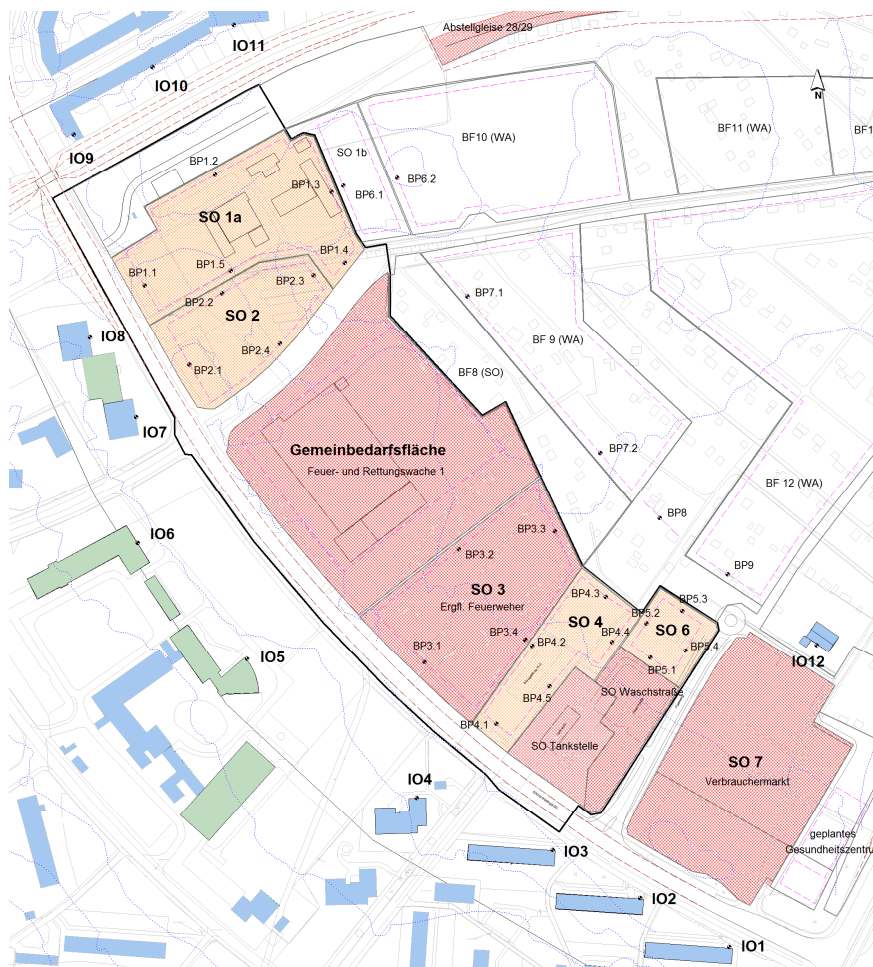 Abstellgleise 28/29
IO11
IO10
IO9
N
BF10 (WA)
BF11 (WA)
BF1
SO 1b
BP1.2
BP1.3
BP6.2
BP6.1
SO 1a
BP1.4
BP1.5
BP1.1
BP2.3
BP2.2
SO 2
BP7.1
BP2.4
BP2.1
IO8
BF 9 (WA)
BF8 (SO)
IO7
Gemeinbedarfsfläche
Feuer- und Rettungswache 1
BP7.2
BF 12 (WA)
BP8
BP3.3
IO6
BP3.2
BP9
SO 3
Ergfl. Feuerweher
BP4.3
BP5.3
BP5.2
SO 4
SO 6
BP3.4
BP4.2
BP4.4
BP5.4
BP5.1
IO12
IO5
BP3.1
BP4.5
SO Waschstraße
BP4.1
SO Tankstelle
SO 7
Verbrauchermarkt
IO4
geplantes
Gesundheitszentru
IO3
IO2
IO1